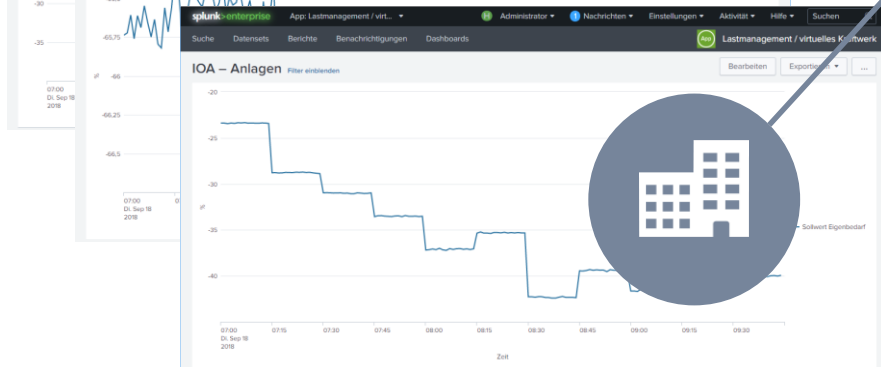 -30
-35
07:00
Di. Sep 18
2018
-65.75
%
-66
-66.25
-66.5
07:00
Di. Sep 18
2018
splunk>enterprise App: Lastmanagement / virt... Administrator Nachrichten Einstellungen Aktivität Hilfe Suchen
Suche Datensets Berichte Benachrichtigungen Dashboards App Lastmanagement / virtuelles
IOA – Anlagen Filter einblenden Bearbeiten Exportieren ...
-20
-25
-30
%
-35
-40
Sollwert Eigenbedarf
07:00 07:15 07:30 07:45 08:00 08:15 08:30 08:45 09:00 09:15 09:30
Di. Sep 18
2018
Zeit